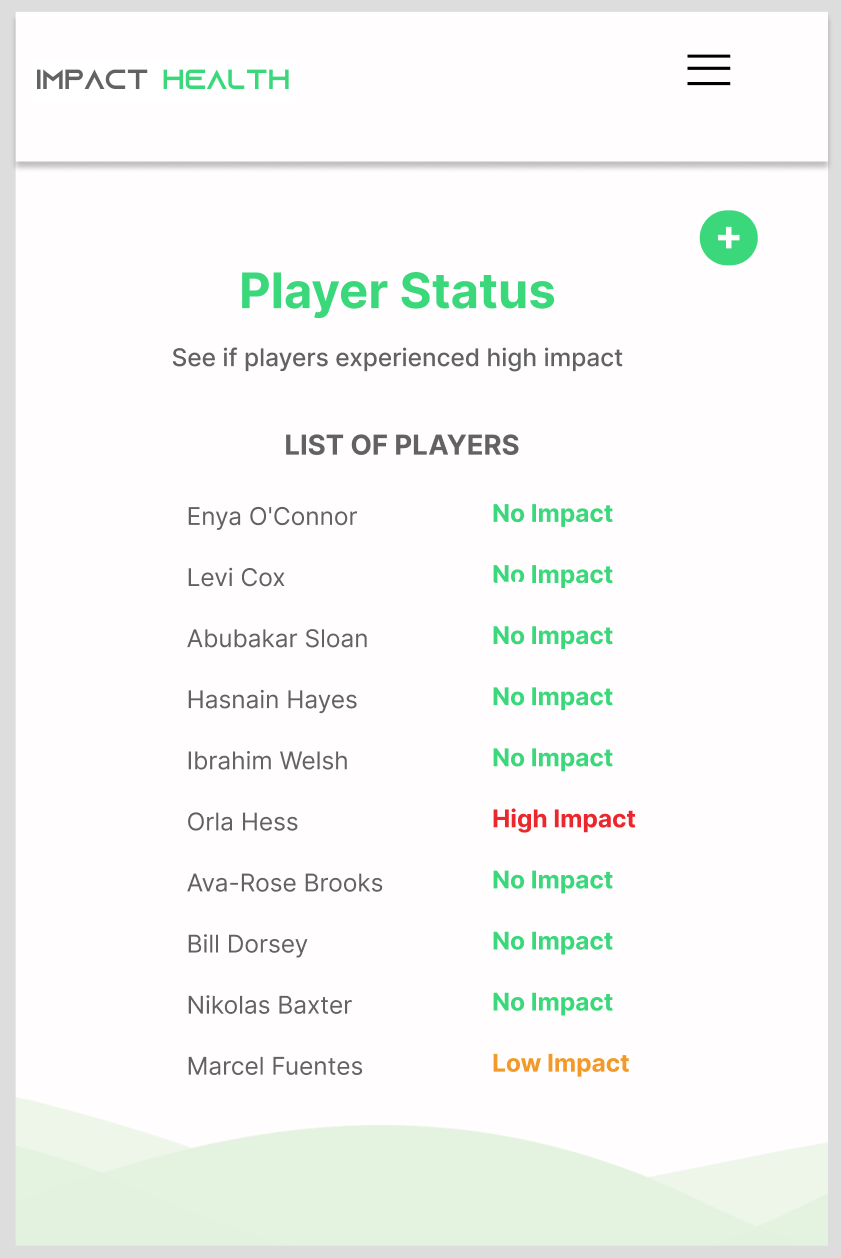 IMPACT HEALTH
+
Player Status
See if players experienced high impact
LIST OF PLAYERS
Enya O'Connor No Impact
Levi Cox No Impact
Abubakar Sloan No Impact
Hasnain Hayes No Impact
Ibrahim Welsh No Impact
Orla Hess High Impact
Ava-Rose Brooks No Impact
Bill Dorsey No Impact
Nikolas Baxter No Impact
Marcel Fuentes Low Impact